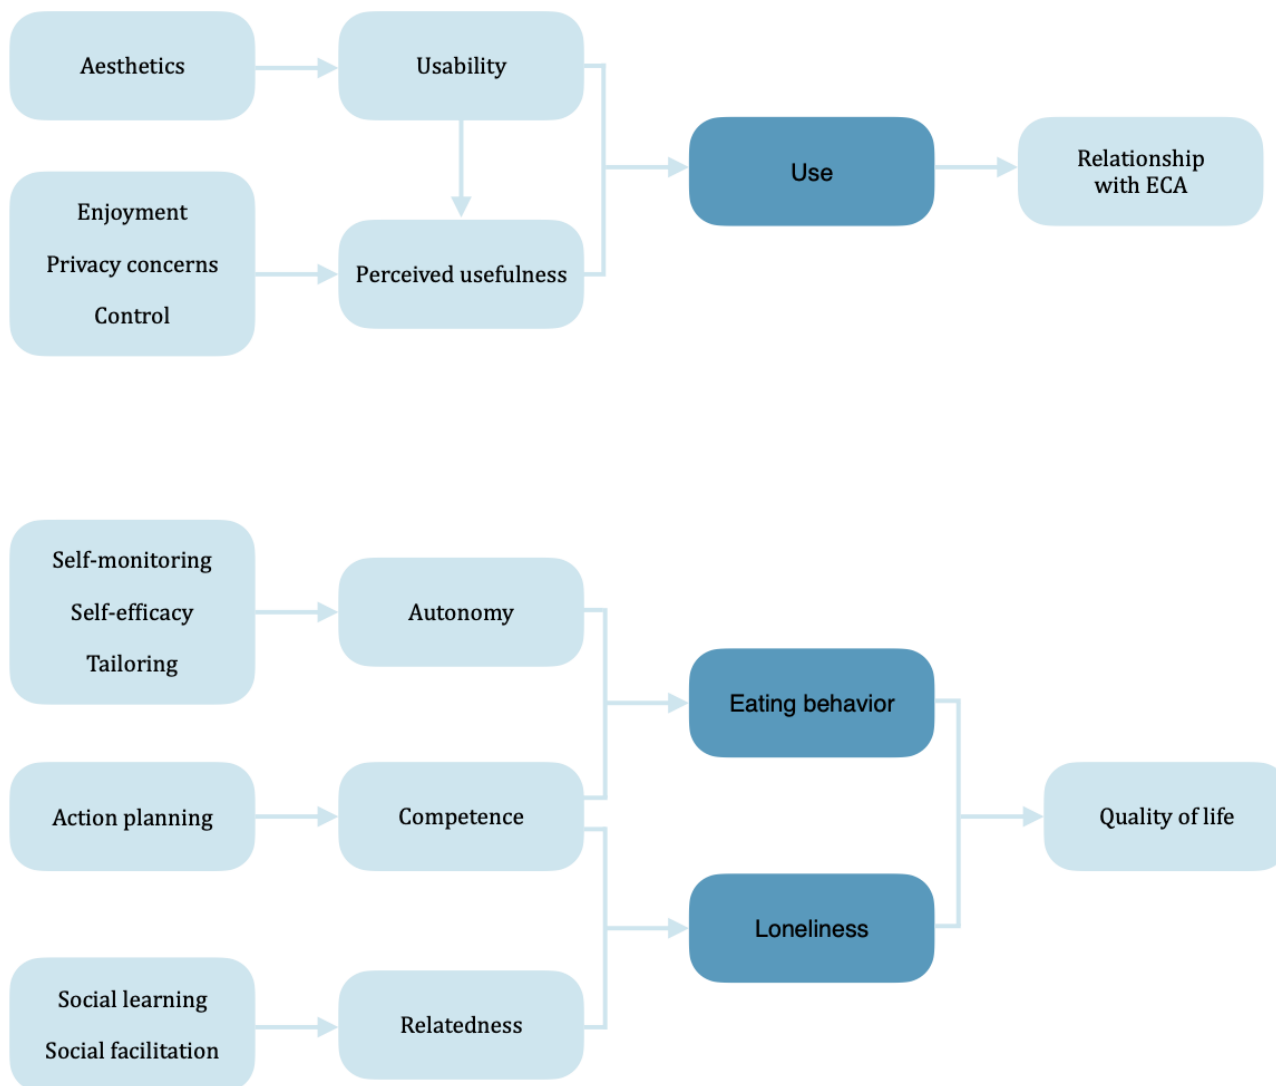 Aesthetics
Usability
Enjoyment
Privacy concerns
Control
Perceived usefulness
Use
Relationship
with ECA
Self-monitoring
Self-efficacy
Tailoring
Autonomy
Eating behavior
Action planning
Competence
Quality of life
Loneliness
Social learning
Social facilitation
Relatedness